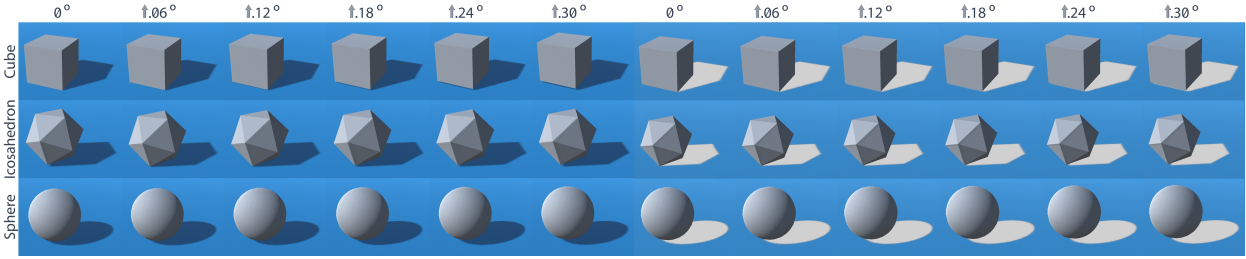 0° ⬆.06° ⬆.12° ⬆.18° ⬆.24° ⬆.30° 0° ⬆.06° ⬆.12° ⬆.18° ⬆.24° ⬆.30°
Cube
Icosahedron
Sphere